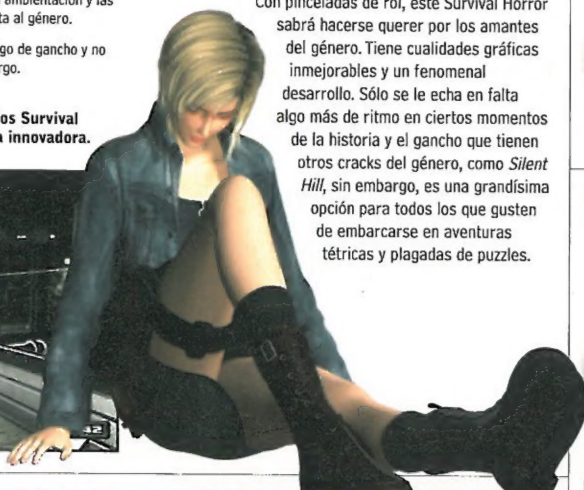 ambientación y las
ta al género.
go de gancho y no
rgo.
os Survival
a innovadora.
Con pinceladas de rol, este Survival Horror
sabrá hacerse querer por los amantes
del género. Tiene cualidades gráficas
inmejorables y un fenomenal
desarrollo. Sólo se le echa en falta
algo más de ritmo en ciertos momentos
de la historia y el gancho que tienen
otros cracks del género, como Silent
Hill, sin embargo, es una grandísima
opción para todos los que gusten
de embarcarse en aventuras
tétricas y plagadas de puzzles.